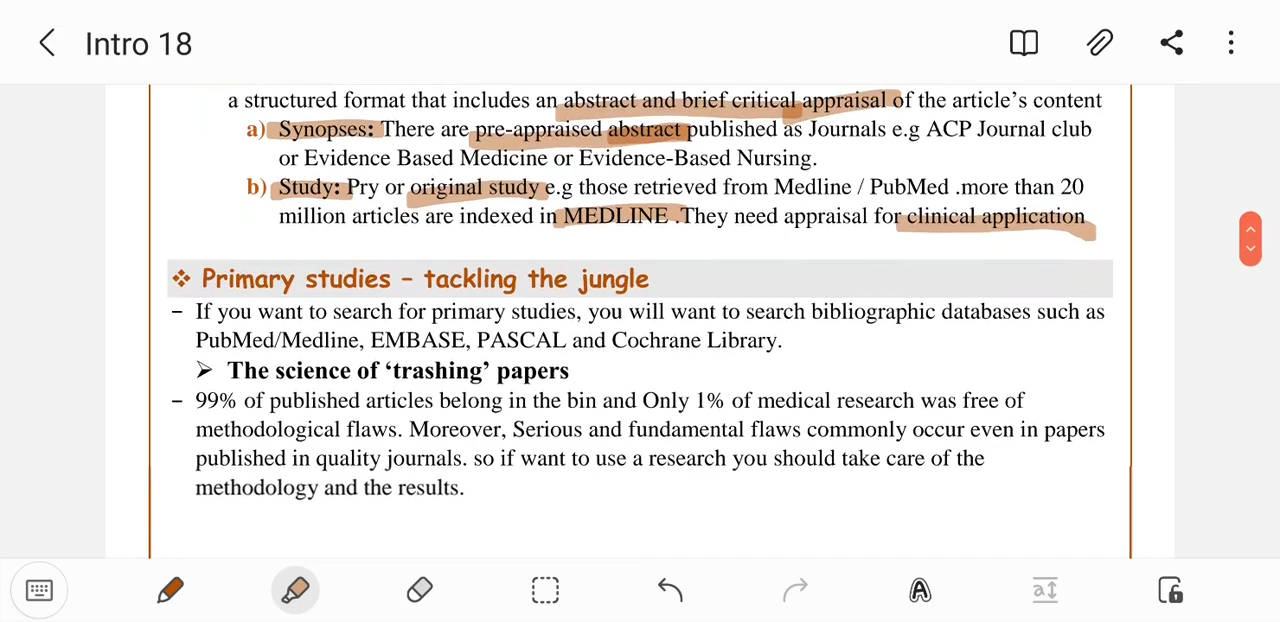 Intro 18
a structured format that includes an abstract and brief critical appraisal of the article's content
a) Synopses: There are pre-appraised abstract published as Journals e.g ACP Journal club
or Evidence Based Medicine or Evidence-Based Nursing.
b) Study: Pry or original study e.g those retrieved from Medline / PubMed .more than 20
million articles are indexed in MEDLINE .They need appraisal for clinical application
❖ Primary studies – tackling the jungle
– If you want to search for primary studies, you will want to search bibliographic databases such as
PubMed/Medline, EMBASE, PASCAL and Cochrane Library.
➢ The science of ‘trashing’ papers
– 99% of published articles belong in the bin and Only 1% of medical research was free of
methodological flaws. Moreover, Serious and fundamental flaws commonly occur even in papers
published in quality journals. so if want to use a research you should take care of the
methodology and the results.